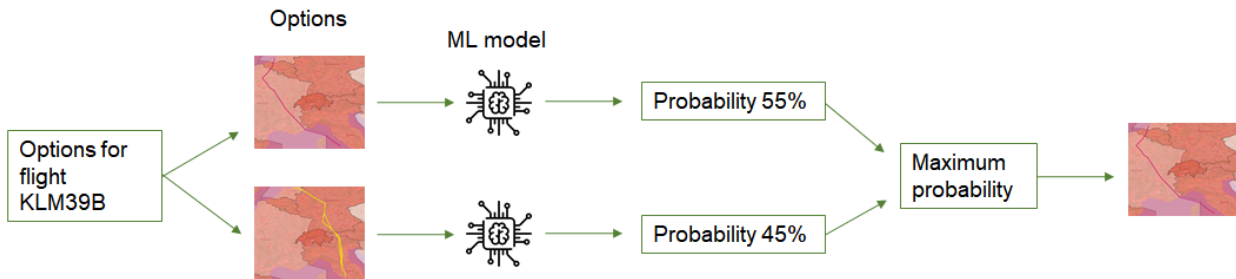 Options
ML model
Options for
flight
KLM39B
Probability 55%
Probability 45%
Maximum
probability